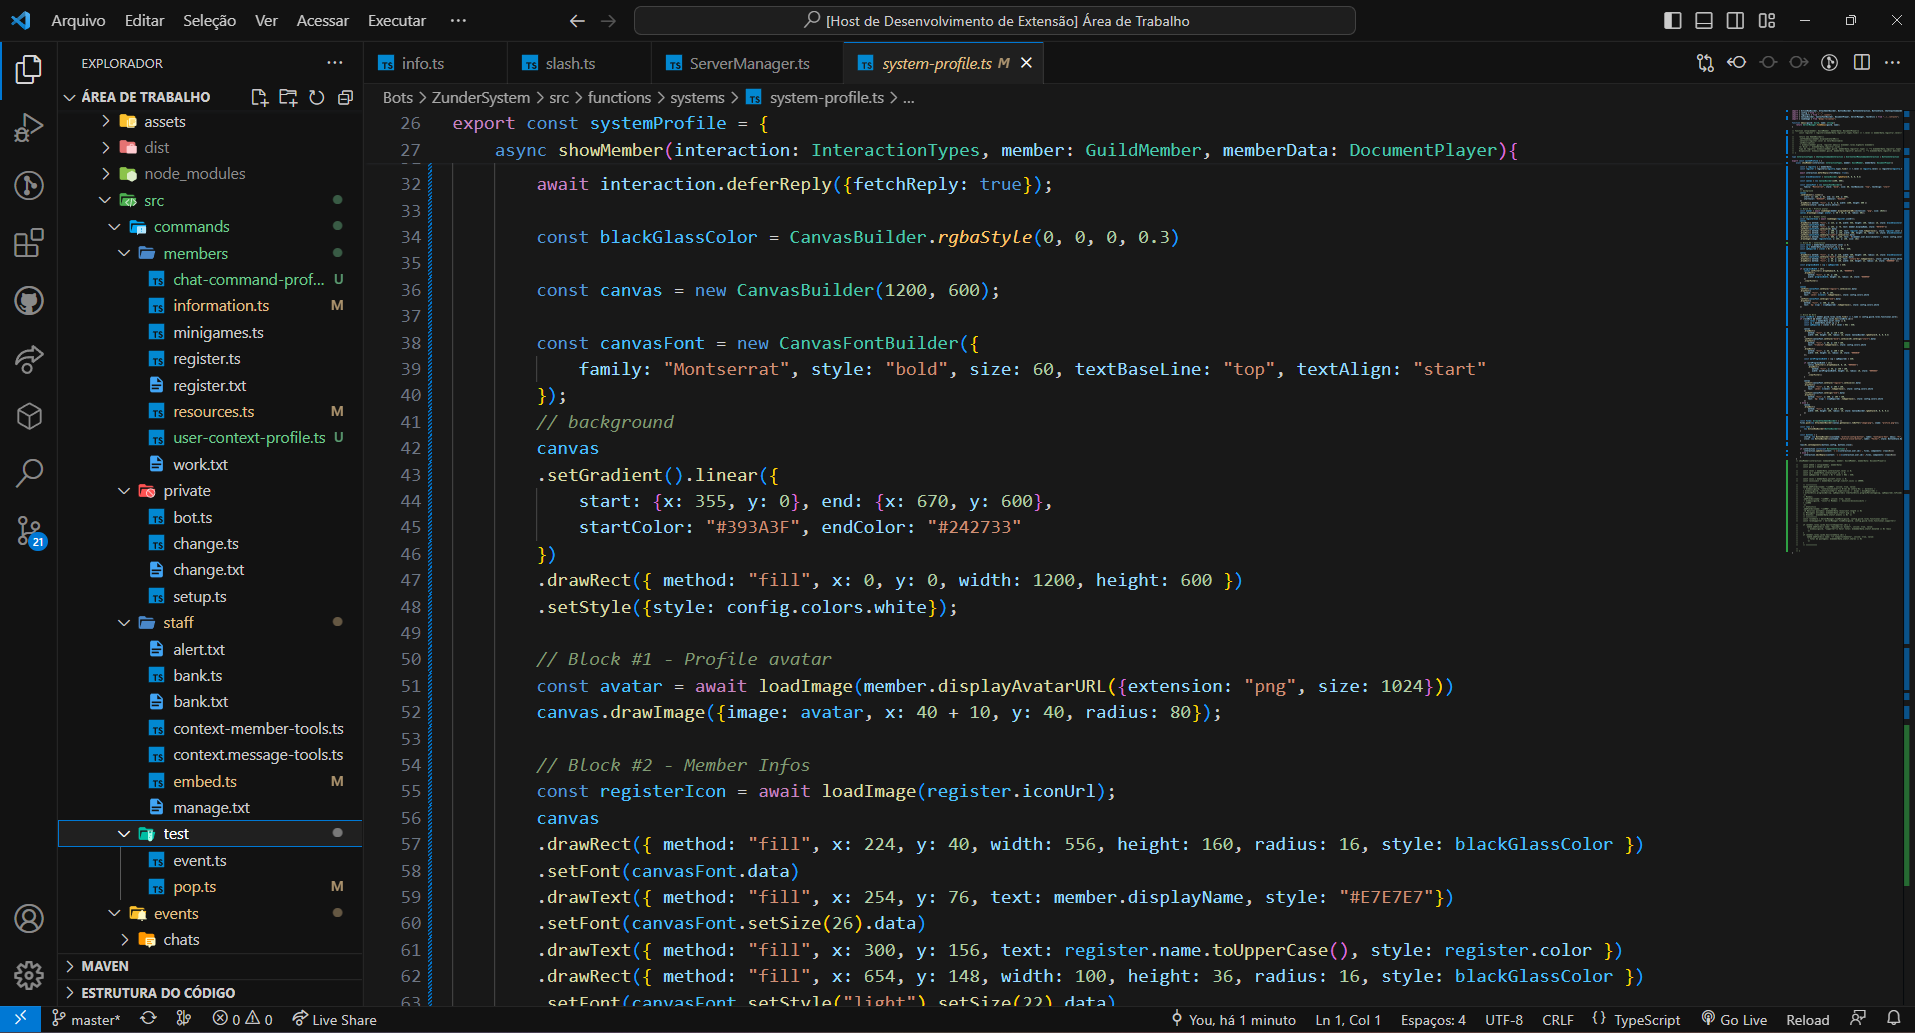 Arquivo Editar Seleção Ver Acessar Executar ··· [Host de Desenvolvimento de Extensão] Área de Trabalho
EXPLORADOR ···
ÁREA DE TRABALHO
assets
dist
node_modules
src
commands
members
chat-command-prof... U
information.ts M
minigames.ts
register.ts
register.txt
resources.ts M
user-context-profile.ts U
work.txt
private
bot.ts
change.ts
change.txt
setup.ts
staff
alert.txt
bank.ts
bank.txt
context-member-tools.ts
context.message-tools.ts
embed.ts M
manage.txt
test
event.ts
pop.ts M
events
chats
MAVEN
ESTRUTURA DO CÓDIGO
21
info.ts slash.ts ServerManager.ts system-profile.ts M
Bots > ZunderSystem > src > functions > systems > system-profile.ts > ...
26 export const systemProfile = {
27 async showMember(interaction: InteractionTypes, member: GuildMember, memberData: DocumentPlayer){
32 await interaction.deferReply({fetchReply: true});
33
34 const blackGlassColor = CanvasBuilder.rgbaStyle(0, 0, 0, 0.3)
35
36 const canvas = new CanvasBuilder(1200, 600);
37
38 const canvasFont = new CanvasFontBuilder({
39 family: "Montserrat", style: "bold", size: 60, textBaseLine: "top", textAlign: "start"
40 });
41 // background
42 canvas
43 .setGradient().linear({
44 start: {x: 355, y: 0}, end: {x: 670, y: 600},
45 startColor: "#393A3F", endColor: "#242733"
46 })
47 .drawRect({ method: "fill", x: 0, y: 0, width: 1200, height: 600 })
48 .setStyle({style: config.colors.white});
49
50 // Block #1 - Profile avatar
51 const avatar = await loadImage(member.displayAvatarURL({extension: "png", size: 1024}))
52 canvas.drawImage({image: avatar, x: 40 + 10, y: 40, radius: 80});
53
54 // Block #2 - Member Infos
55 const registerIcon = await loadImage(register.iconUrl);
56 canvas
57 .drawRect({ method: "fill", x: 224, y: 40, width: 556, height: 160, radius: 16, style: blackGlassColor })
58 .setFont(canvasFont.data)
59 .drawText({ method: "fill", x: 254, y: 76, text: member.displayName, style: "#E7E7E7"})
60 .setFont(canvasFont.setSize(26).data)
61 .drawText({ method: "fill", x: 300, y: 156, text: register.name.toUpperCase(), style: register.color })
62 .drawRect({ method: "fill", x: 654, y: 148, width: 100, height: 36, radius: 16, style: blackGlassColor })
63 .setFont(canvasFont.setStyle("light").setSize(22).data)
master* 0 0 Live Share You, há 1 minuto Ln 1, Col 1 Espaços: 4 UTF-8 CRLF {} TypeScript Go Live Reload